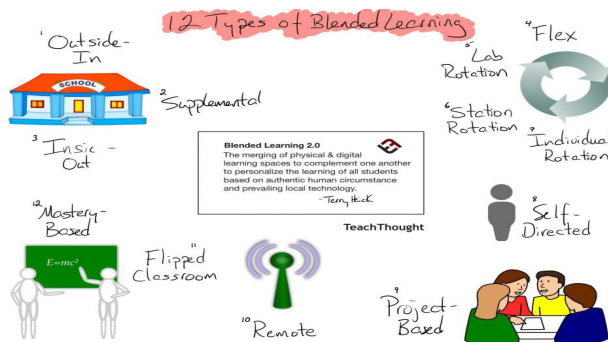 12 Types of Blended Learning
1 Outside-
In
SCHOOL
2 Supplemental
3 Insie-
Out
4 Flex
5 Lab
Rotation
6 Station
Rotation
7 Individual
Rotation
Blended Learning 2.0
The merging of physical & digital
learning spaces to complement one another
to personalize the learning of all students
based on authentic human circumstance
and prevailing local technology.
-Terry Heick
TeachThought
8 Self-
Directed
9 Project-
Based
10 Remote
11 Flipped
Classroom
12 Mastery-
Based
E=mc²